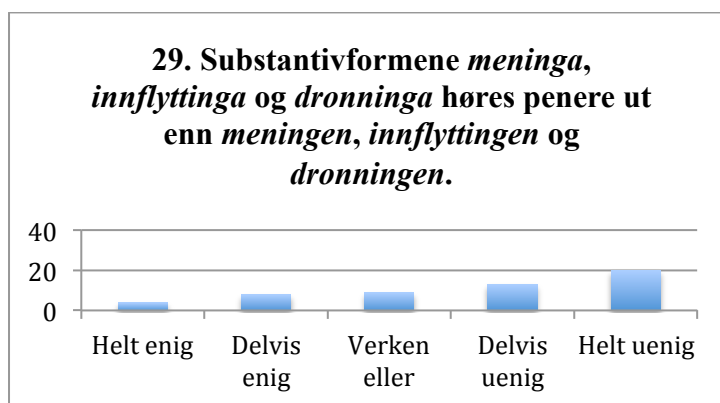 29. Substantivformene meninga,
innflyttinga og dronninga høres penere ut
enn meningen, innflyttingen og
dronningen.
40
20
0
Helt enig
Delvis
enig
Verken
eller
Delvis
uenig
Helt uenig